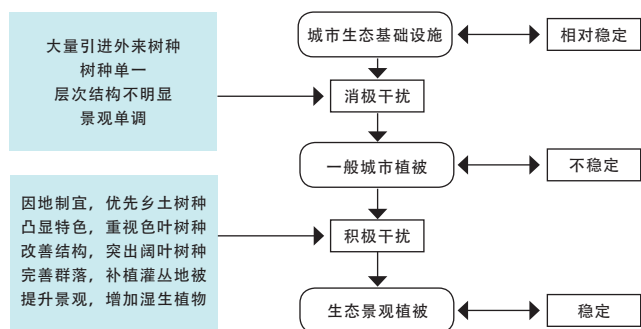 大量引进外来树种
树种单一
层次结构不明显
景观单调
城市生态基础设施
相对稳定
消极干扰
一般城市植被
不稳定
因地制宜，优先乡土树种
凸显特色，重视色叶树种
改善结构，突出阔叶树种
完善群落，补植灌丛地被
提升景观，增加湿生植物
积极干扰
生态景观植被
稳定